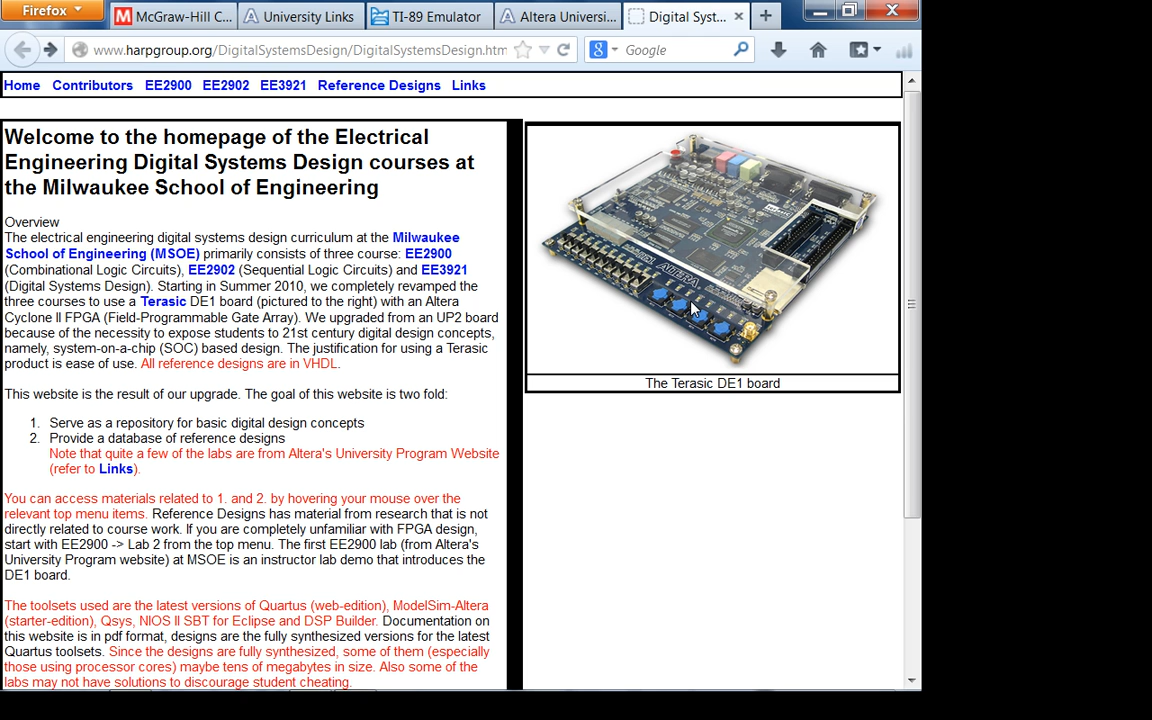 Firefox
McGraw-Hill C...
University Links
TI-89 Emulator
Altera Universi...
Digital Syst...
www.harpgroup.org/DigitalSystemsDesign/DigitalSystemsDesign.htm
Google
Home Contributors EE2900 EE2902 EE3921 Reference Designs Links
Welcome to the homepage of the Electrical
Engineering Digital Systems Design courses at
the Milwaukee School of Engineering
Overview
The electrical engineering digital systems design curriculum at the Milwaukee
School of Engineering (MSOE) primarily consists of three course: EE2900
(Combinational Logic Circuits), EE2902 (Sequential Logic Circuits) and EE3921
(Digital Systems Design). Starting in Summer 2010, we completely revamped the
three courses to use a Terasic DE1 board (pictured to the right) with an Altera
Cyclone II FPGA (Field-Programmable Gate Array). We upgraded from an UP2 board
because of the necessity to expose students to 21st century digital design concepts,
namely, system-on-a-chip (SOC) based design. The justification for using a Terasic
product is ease of use. All reference designs are in VHDL.
This website is the result of our upgrade. The goal of this website is two fold:
1. Serve as a repository for basic digital design concepts
2. Provide a database of reference designs
Note that quite a few of the labs are from Altera's University Program Website
(refer to Links).
You can access materials related to 1. and 2. by hovering your mouse over the
relevant top menu items. Reference Designs has material from research that is not
directly related to course work. If you are completely unfamiliar with FPGA design,
start with EE2900 -> Lab 2 from the top menu. The first EE2900 lab (from Altera's
University Program website) at MSOE is an instructor lab demo that introduces the
DE1 board.
The toolsets used are the latest versions of Quartus (web-edition), ModelSim-Altera
(starter-edition), Qsys, NIOS II SBT for Eclipse and DSP Builder. Documentation on
this website is in pdf format, designs are the fully synthesized versions for the latest
Quartus toolsets. Since the designs are fully synthesized, some of them (especially
those using processor cores) maybe tens of megabytes in size. Also some of the
labs may not have solutions to discourage student cheating.
ALTERA
The Terasic DE1 board